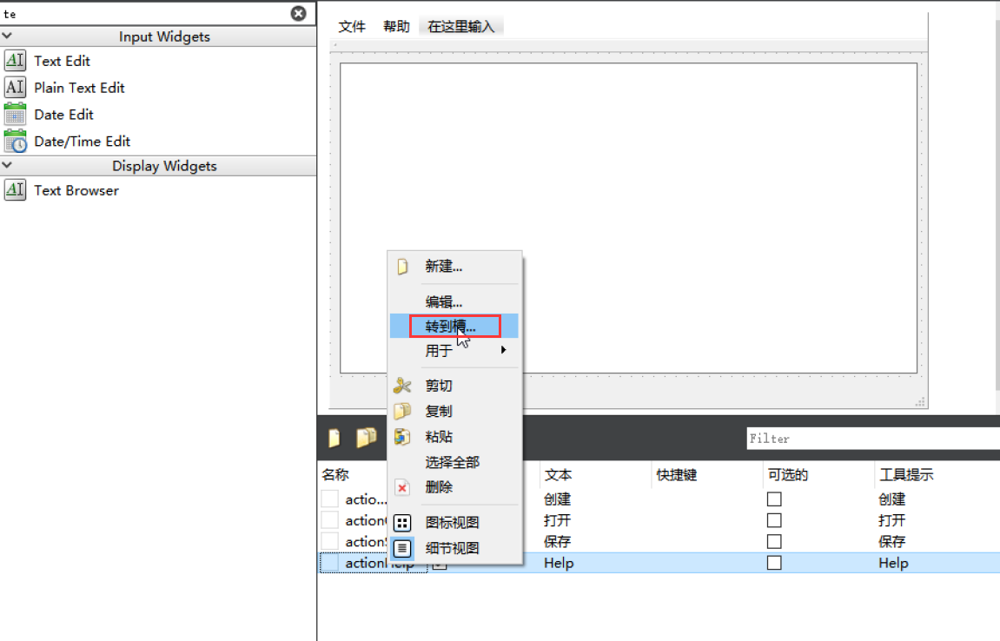 te
Input Widgets
Text Edit
Plain Text Edit
Date Edit
Date/Time Edit
Display Widgets
Text Browser
文件 帮助 在这里输入
新建...
编辑...
转到槽...
用于
剪切
复制
粘贴
选择全部
删除
图标视图
细节视图
Filter
名称 文本 快捷键 可选的 工具提示
actio... 创建 创建
action 打开 打开
action 保存 保存
actionHelp Help Help